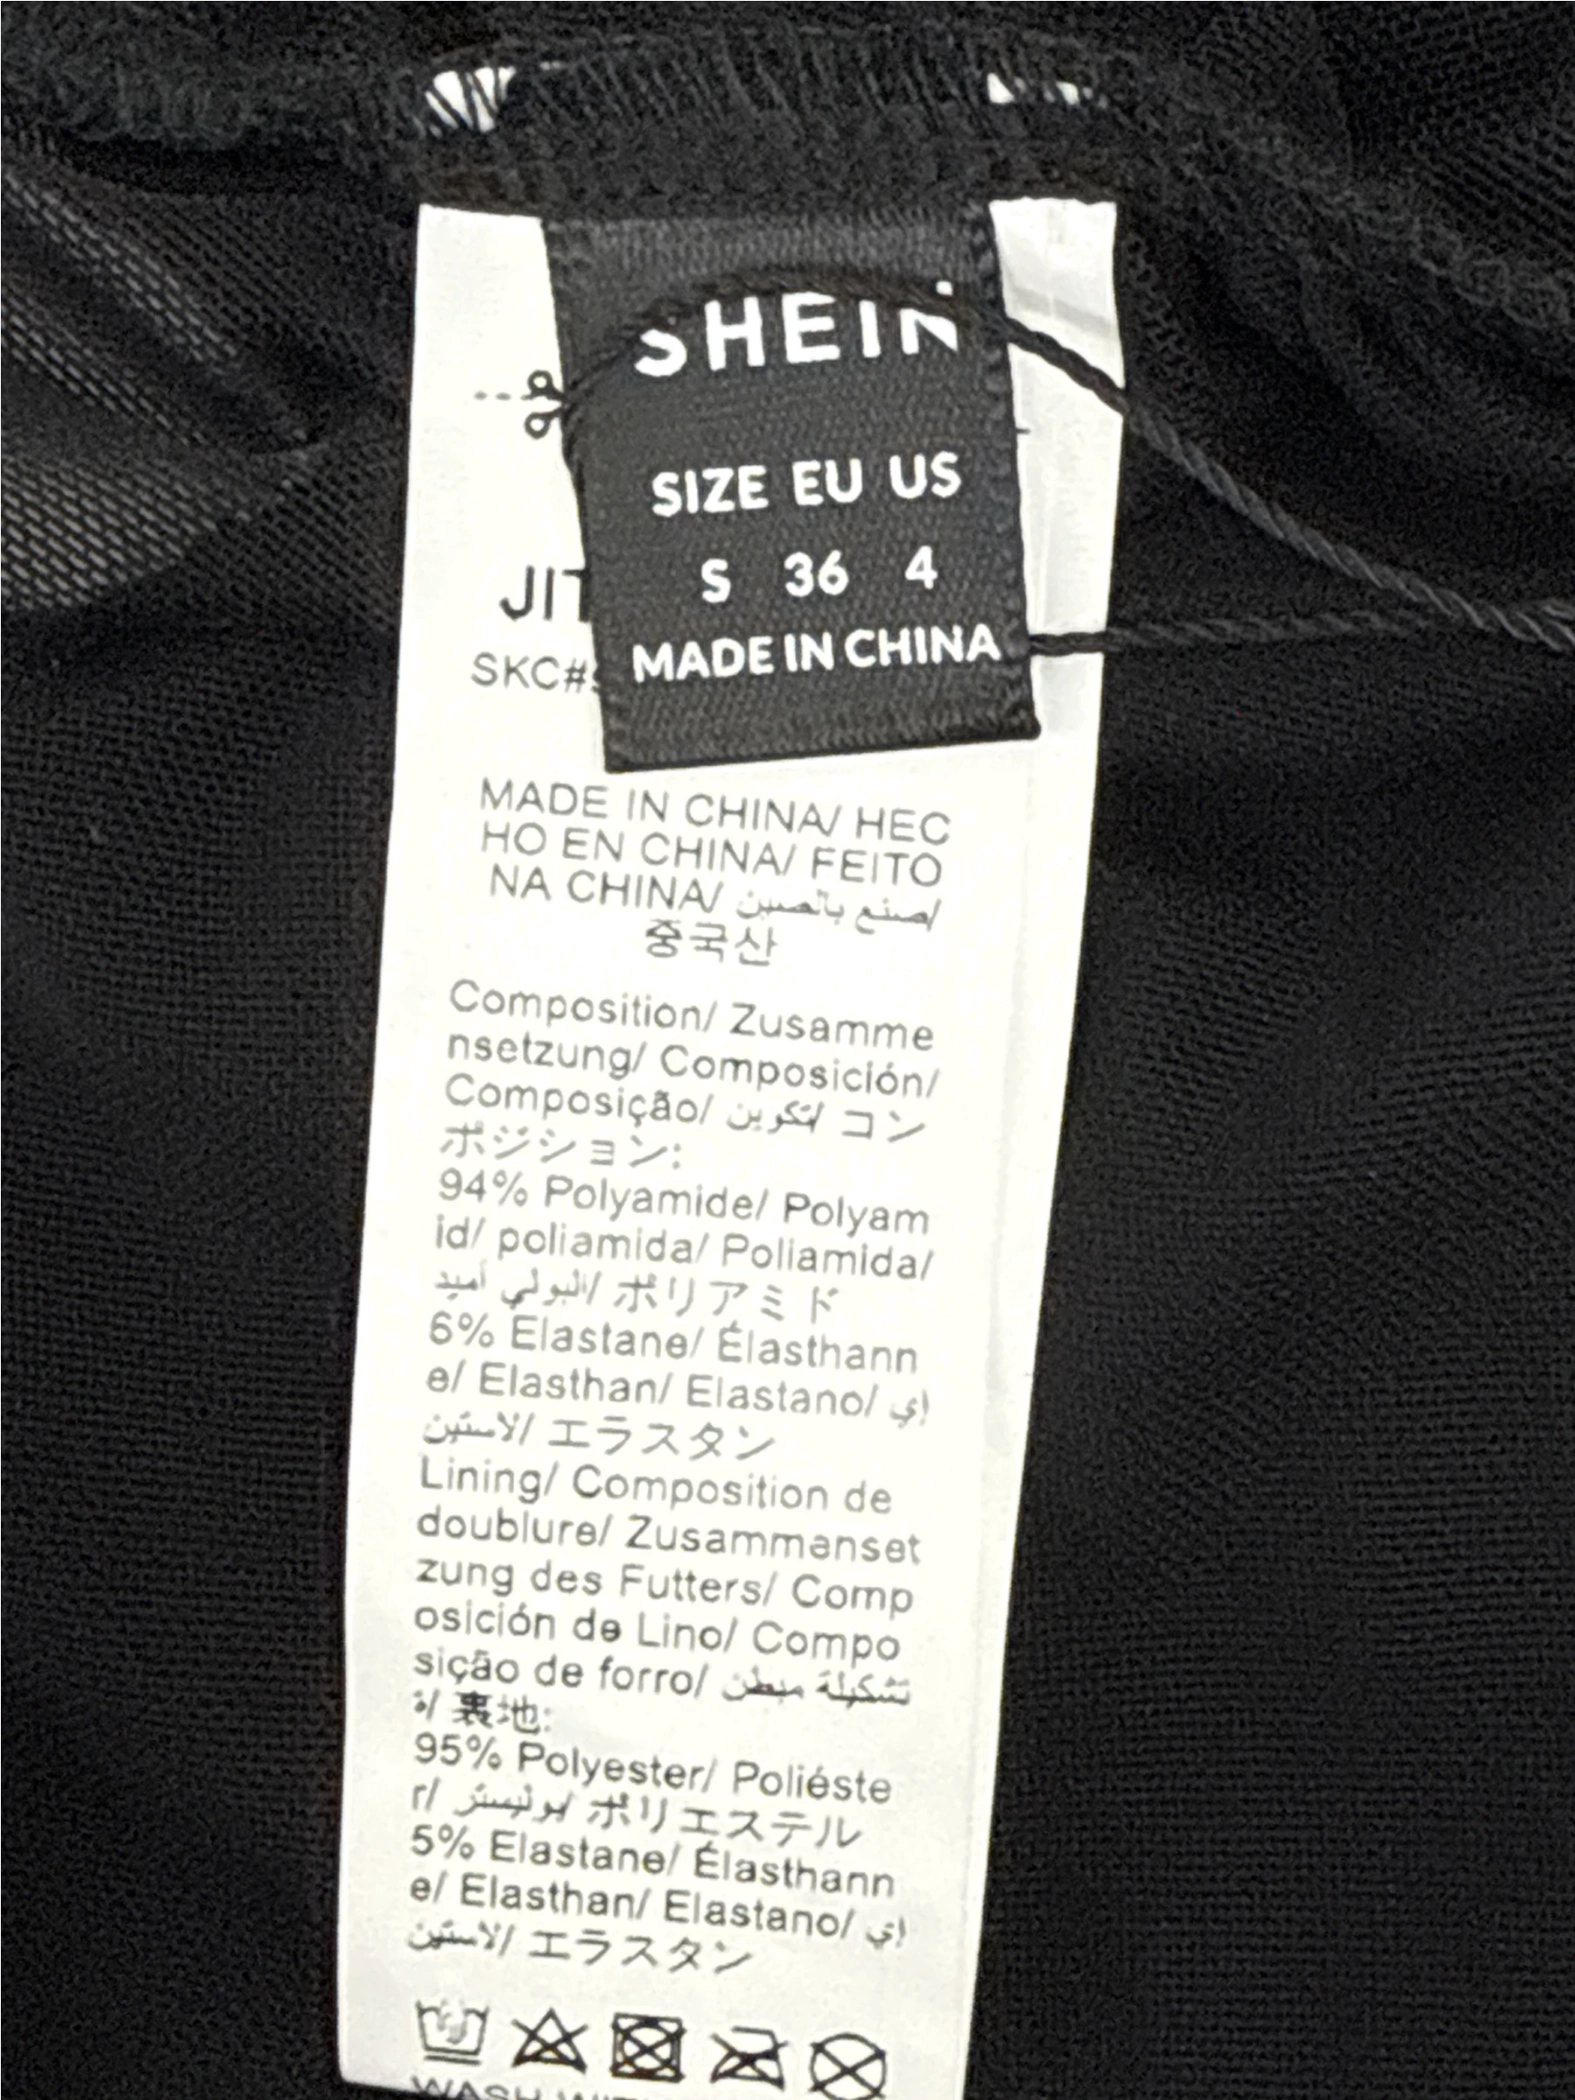 SHEIN
SIZE EU US
S 36 4
MADE IN CHINA
JIT
SKC#
MADE IN CHINA/ HEC
HO EN CHINA/ FEITO
NA CHINA/ صنع بالصين/
중국산
Composition/ Zusamme
nsetzung/ Composición/
Composição/ تكوين/ コン
ポジション:
94% Polyamide/ Polyam
id/ poliamida/ Poliamida/
البولي أميد/ ポリアミド
6% Elastane/ Élasthann
e/ Elasthan/ Elastano/ إي
لاستين/ エラスタン
Lining/ Composition de
doublure/ Zusammenset
zung des Futters/ Comp
osición de Lino/ Compo
sição de forro/ تشكيلة مبطن
ة/ 裏地:
95% Polyester/ Poliéste
r/ بوليستر/ ポリエステル
5% Elastane/ Élasthann
e/ Elasthan/ Elastano/ إي
لاستين/ エラスタン